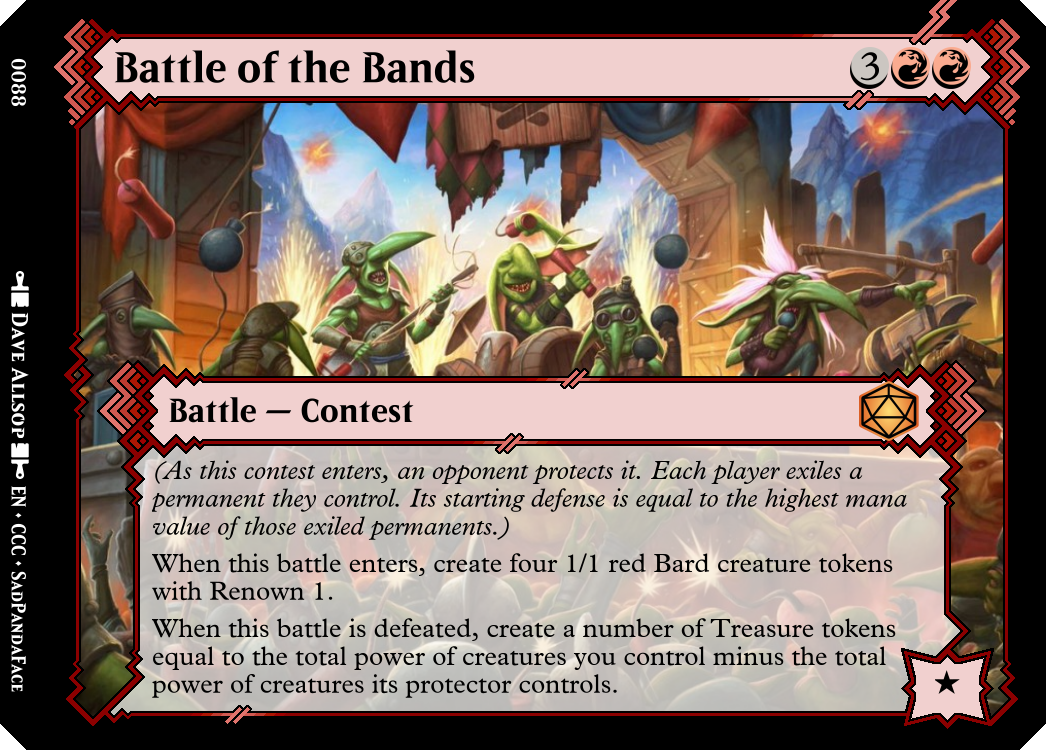 Battle of the Bands
3
Battle — Contest
(As this contest enters, an opponent protects it. Each player exiles a
permanent they control. Its starting defense is equal to the highest mana
value of those exiled permanents.)
When this battle enters, create four 1/1 red Bard creature tokens
with Renown 1.
When this battle is defeated, create a number of Treasure tokens
equal to the total power of creatures you control minus the total
power of creatures its protector controls.
★
0088
Dave Allsop EN • CCC • SadPandaFace